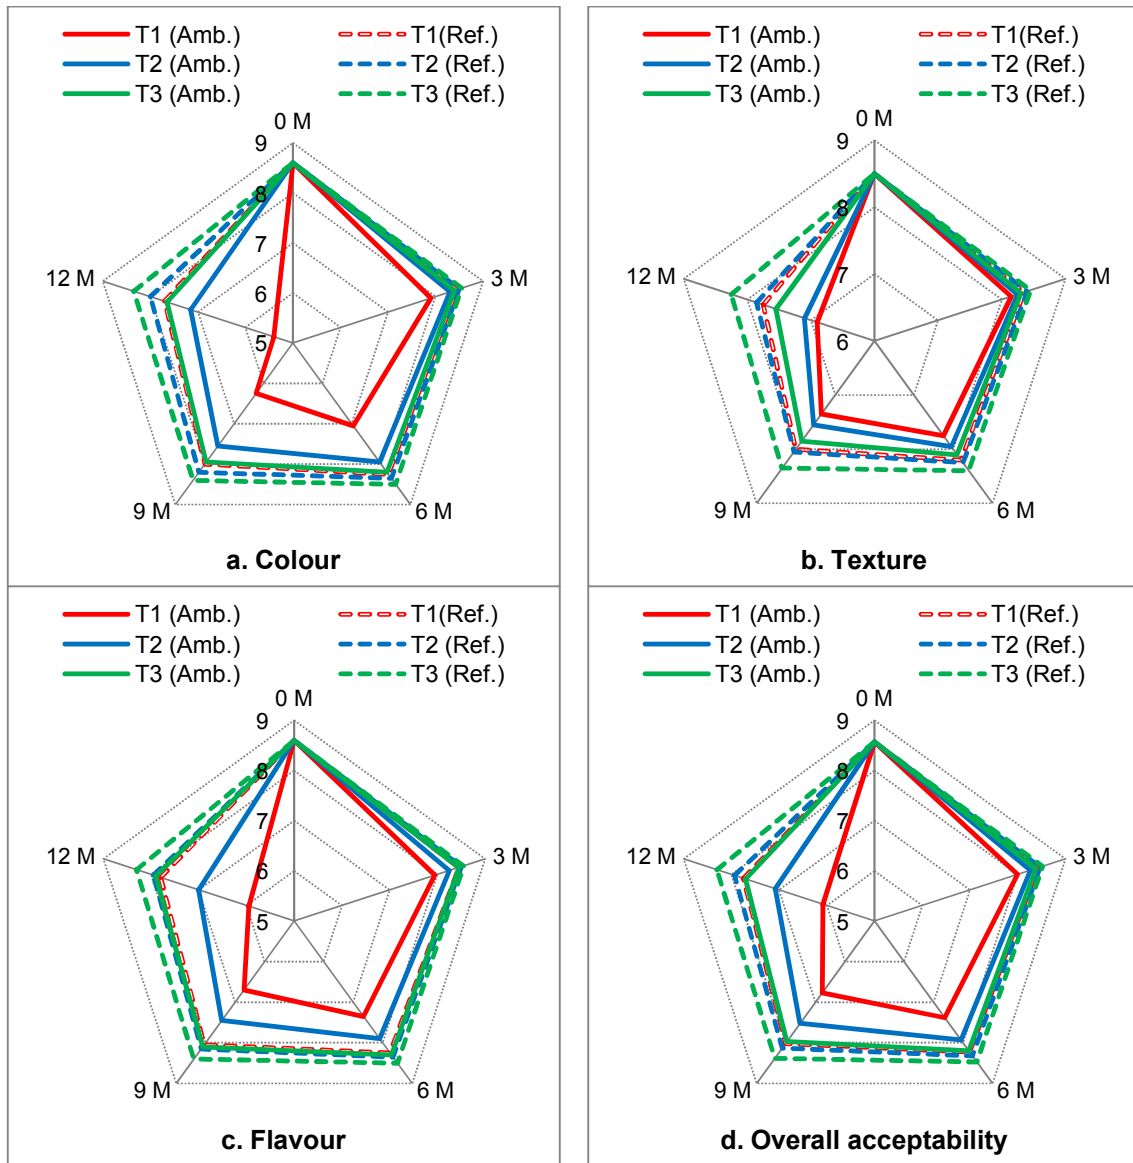 T1 (Amb.) T1(Ref.)
T2 (Amb.) T2 (Ref.)
T3 (Amb.) T3 (Ref.)
0 M
9
8
7
6
5
3 M
6 M
9 M
12 M
a. Colour
T1 (Amb.) T1(Ref.)
T2 (Amb.) T2 (Ref.)
T3 (Amb.) T3 (Ref.)
0 M
9
8
7
6
3 M
6 M
9 M
12 M
b. Texture
T1 (Amb.) T1(Ref.)
T2 (Amb.) T2 (Ref.)
T3 (Amb.) T3 (Ref.)
0 M
9
8
7
6
5
3 M
6 M
9 M
12 M
c. Flavour
T1 (Amb.) T1(Ref.)
T2 (Amb.) T2 (Ref.)
T3 (Amb.) T3 (Ref.)
0 M
9
8
7
6
5
3 M
6 M
9 M
12 M
d. Overall acceptability